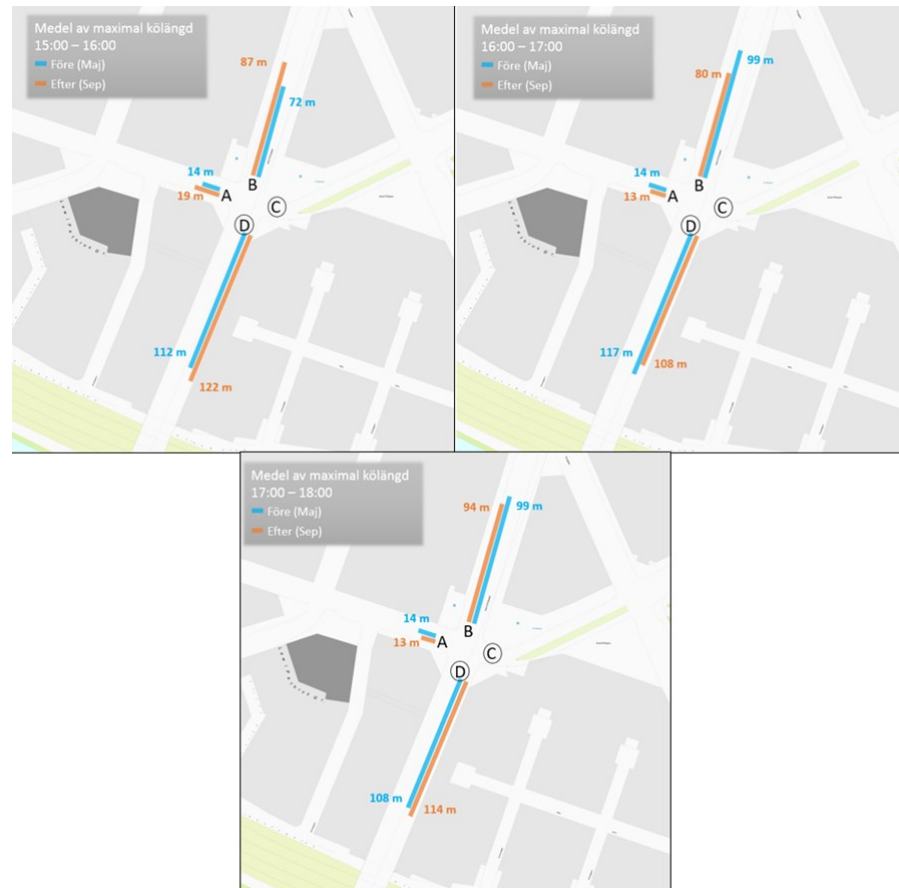 Medel av maximal kölängd
15:00 – 16:00
Före (Maj)
Efter (Sep)
87 m
72 m
14 m
19 m
A
B
C
D
112 m
122 m
Medel av maximal kölängd
16:00 – 17:00
Före (Maj)
Efter (Sep)
99 m
80 m
14 m
13 m
A
B
C
D
117 m
108 m
Medel av maximal kölängd
17:00 – 18:00
Före (Maj)
Efter (Sep)
94 m
99 m
14 m
13 m
A
B
C
D
108 m
114 m